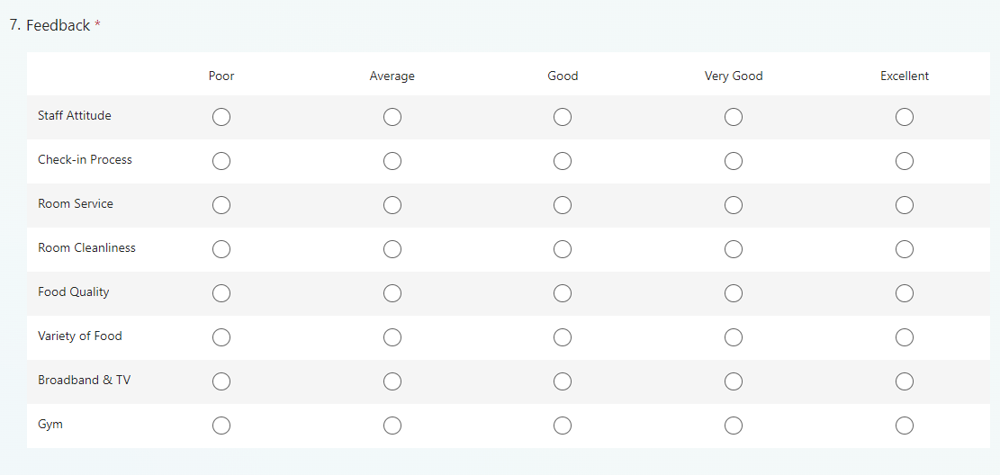 7. Feedback *
Poor Average Good Very Good Excellent
Staff Attitude
Check-in Process
Room Service
Room Cleanliness
Food Quality
Variety of Food
Broadband & TV
Gym